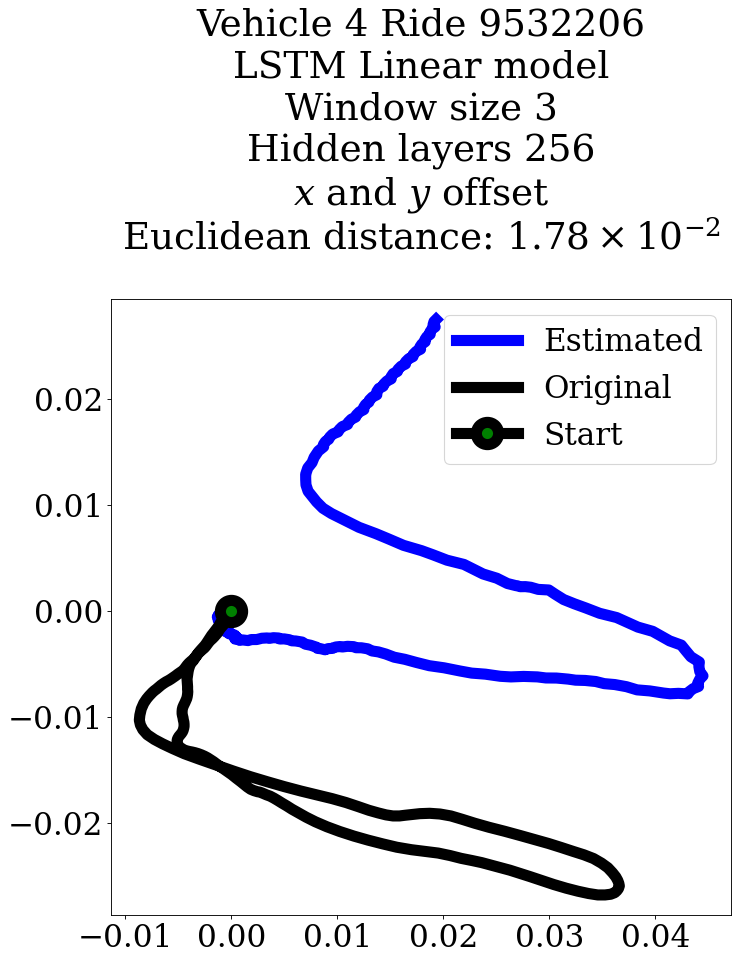 Vehicle 4 Ride 9532206
LSTM Linear model
Window size 3
Hidden layers 256
x and y offset
Euclidean distance: 1.78 × 10⁻²
Estimated
Original
Start
0.02
0.01
0.00
−0.01
−0.02
−0.01 0.00 0.01 0.02 0.03 0.04